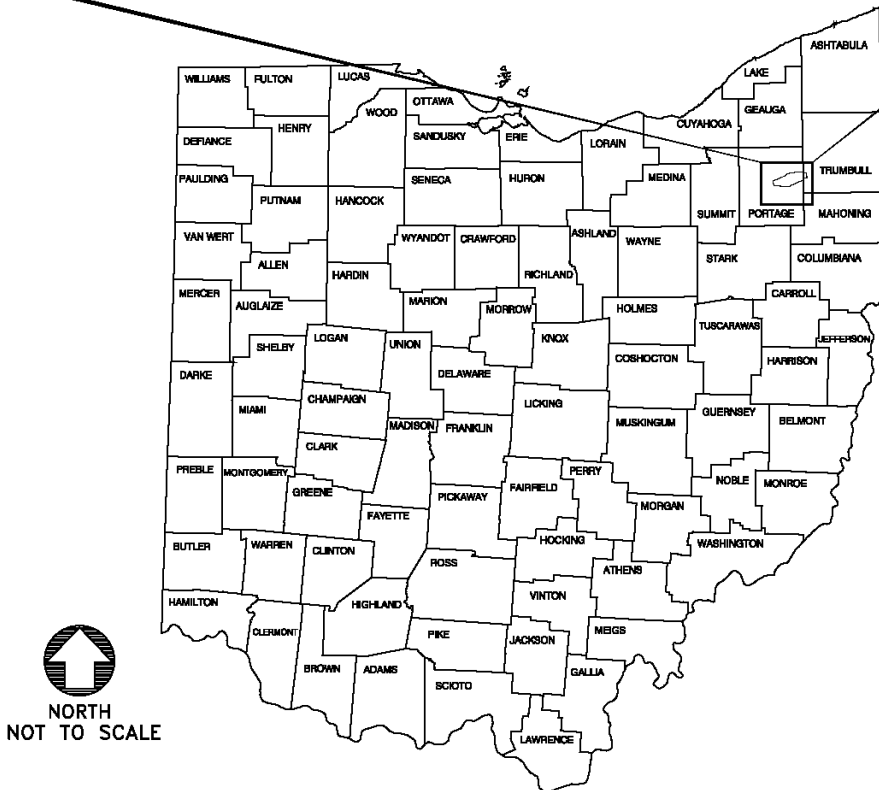 ASHTABULA
LAKE
WILLIAMS FULTON LUCAS
GEAUGA
OTTAWA
WOOD
CUYAHOGA
HENRY
SANDUSKY ERIE
DEFIANCE
LORAIN
TRUMBULL
PAULDING
SENECA HURON MEDINA
PUTNAM HANCOCK
SUMMIT PORTAGE MAHONING
VAN WERT WYANDOT CRAWFORD ASHLAND WAYNE
STARK COLUMBIANA
ALLEN
HARDIN RICHLAND
MERCER CARROLL
AUGLAIZE MARION MORROW HOLMES
TUSCARAWAS
LOGAN UNION KNOX JEFFERSON
SHELBY COSHOCTON HARRISON
DARKE DELAWARE
CHAMPAIGN LICKING
MIAMI GUERNSEY
MADISON FRANKLIN MUSKINGUM BELMONT
CLARK
PREBLE MONTGOMERY PERRY
NOBLE MONROE
GREENE FAIRFIELD
PICKAWAY MORGAN
FAYETTE
HOCKING WASHINGTON
BUTLER WARREN CLINTON
ROSS ATHENS
HAMILTON HIGHLAND VINTON
CLERMONT PIKE JACKSON MEIGS
BROWN ADAMS GALLIA
SCIOTO
NORTH
NOT TO SCALE
LAWRENCE